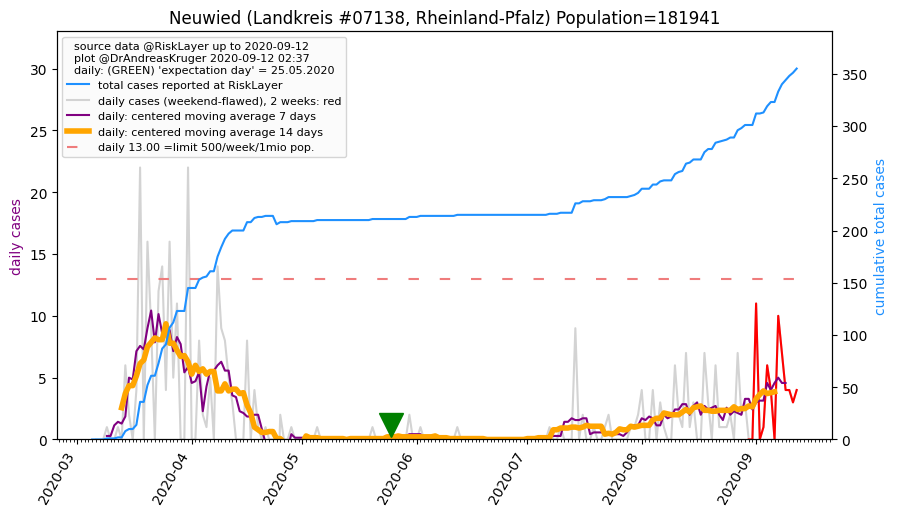 Neuwied (Landkreis #07138, Rheinland-Pfalz) Population=181941
source data @RiskLayer up to 2020-09-12
plot @DrAndreasKruger 2020-09-12 02:37
daily: (GREEN) 'expectation day' = 25.05.2020
total cases reported at RiskLayer
daily cases (weekend-flawed), 2 weeks: red
daily: centered moving average 7 days
daily: centered moving average 14 days
daily 13.00 =limit 500/week/1mio pop.
daily cases
30
25
20
15
10
5
0
cumulative total cases
350
300
250
200
150
100
50
0
2020-03
2020-04
2020-05
2020-06
2020-07
2020-08
2020-09